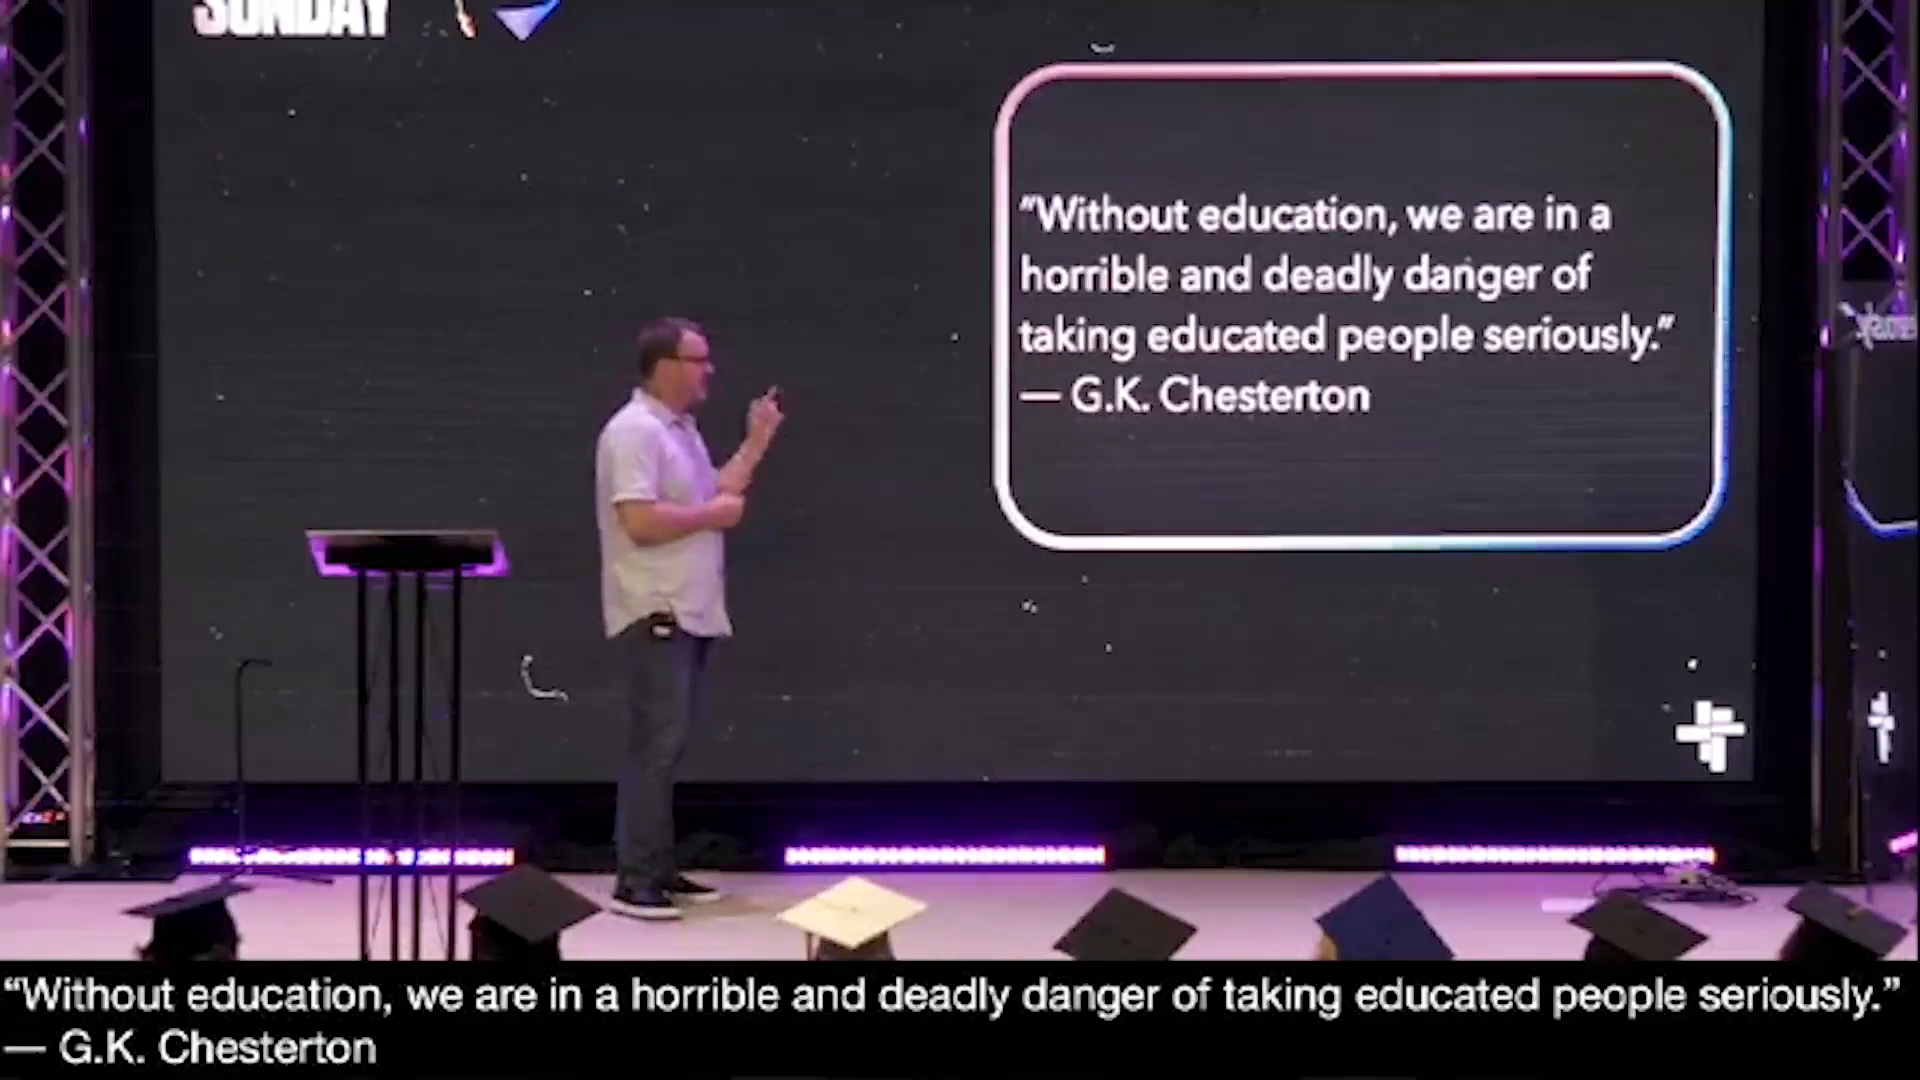 SUNDAY
“Without education, we are in a
horrible and deadly danger of
taking educated people seriously.”
— G.K. Chesterton
“Without education, we are in a horrible and deadly danger of taking educated people seriously.”
— G.K. Chesterton